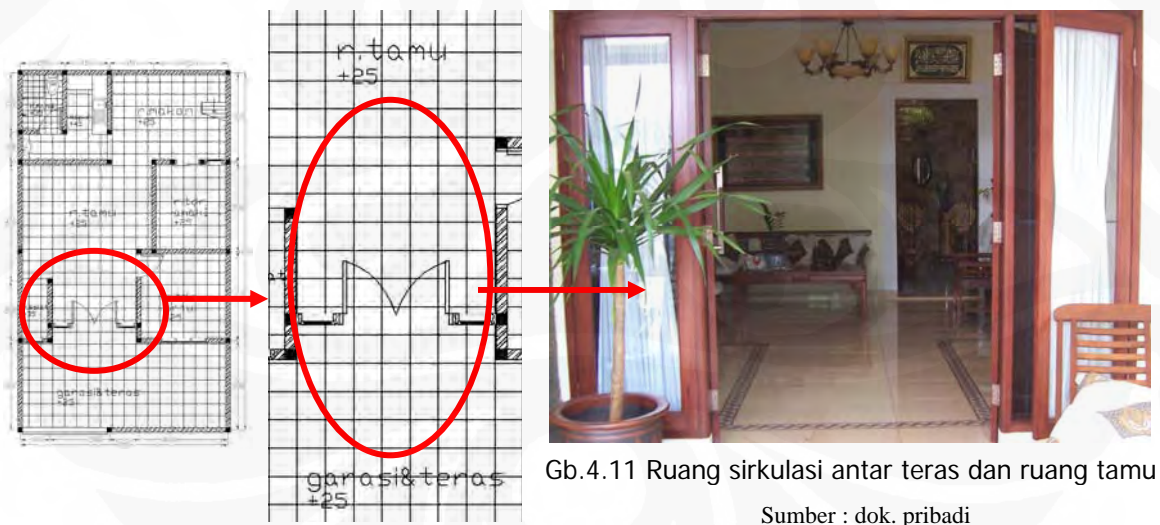 r.makan
+25
r.tamu
+25
r.tidur
garasi&teras
+25
r.tamu
+25
garasi&teras
+25
Gb.4.11 Ruang sirkulasi antar teras dan ruang tamu
Sumber : dok. pribadi